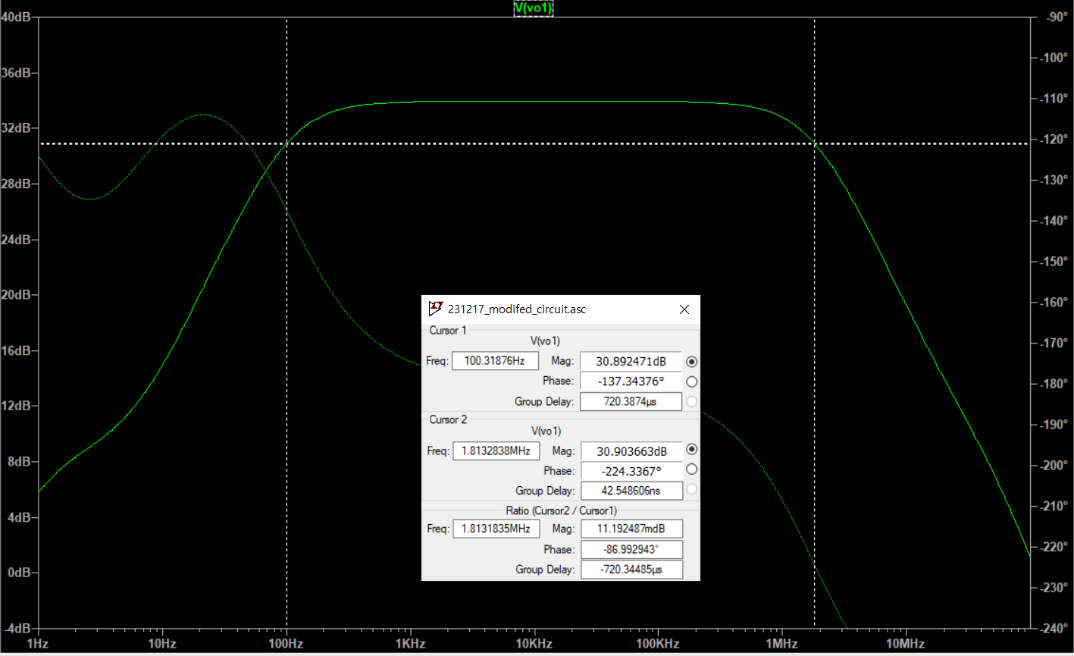 V(vo1)
40dB
36dB
32dB
28dB
24dB
20dB
16dB
12dB
8dB
4dB
0dB
-4dB
-90°
-100°
-110°
-120°
-130°
-140°
-150°
-160°
-170°
-180°
-190°
-200°
-210°
-220°
-230°
-240°
1Hz 10Hz 100Hz 1KHz 10KHz 100KHz 1MHz 10MHz
231217_modifed_circuit.asc
Cursor 1
V(vo1)
Freq: 100.31876Hz Mag: 30.892471dB
Phase: -137.34376°
Group Delay: 720.3874µs
Cursor 2
V(vo1)
Freq: 1.8132838MHz Mag: 30.903663dB
Phase: -224.3367°
Group Delay: 42.548606ns
Ratio (Cursor2 / Cursor1)
Freq: 1.8131835MHz Mag: 11.192487mdB
Phase: -86.992943°
Group Delay: -720.34485µs